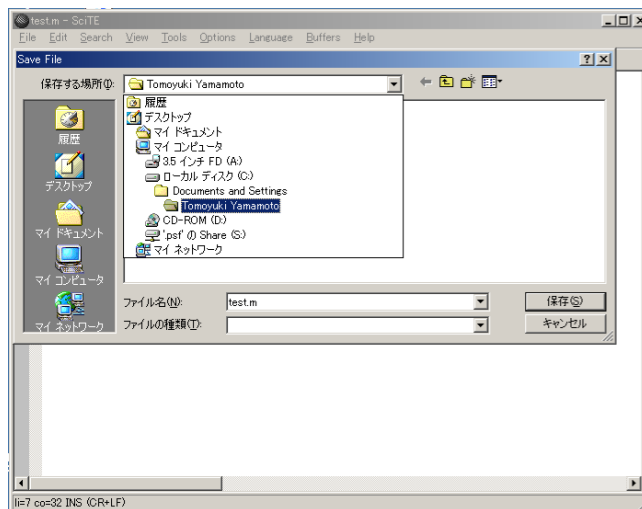 test.m - SciTE
File Edit Search View Tools Options Language Buffers Help
Save File
保存する場所(I):
Tomoyuki Yamamoto
履歴
デスクトップ
マイ ドキュメント
マイ コンピュータ
3.5 インチ FD (A:)
ローカル ディスク (C:)
Documents and Settings
Tomoyuki Yamamoto
CD-ROM (D:)
'.psf' の Share (S:)
マイ ネットワーク
履歴
デスクトップ
マイ ドキュメント
マイ コンピュータ
マイ ネットワーク
ファイル名(N):
test.m
保存(S)
ファイルの種類(T):
キャンセル
li=7 co=32 INS (CR+LF)